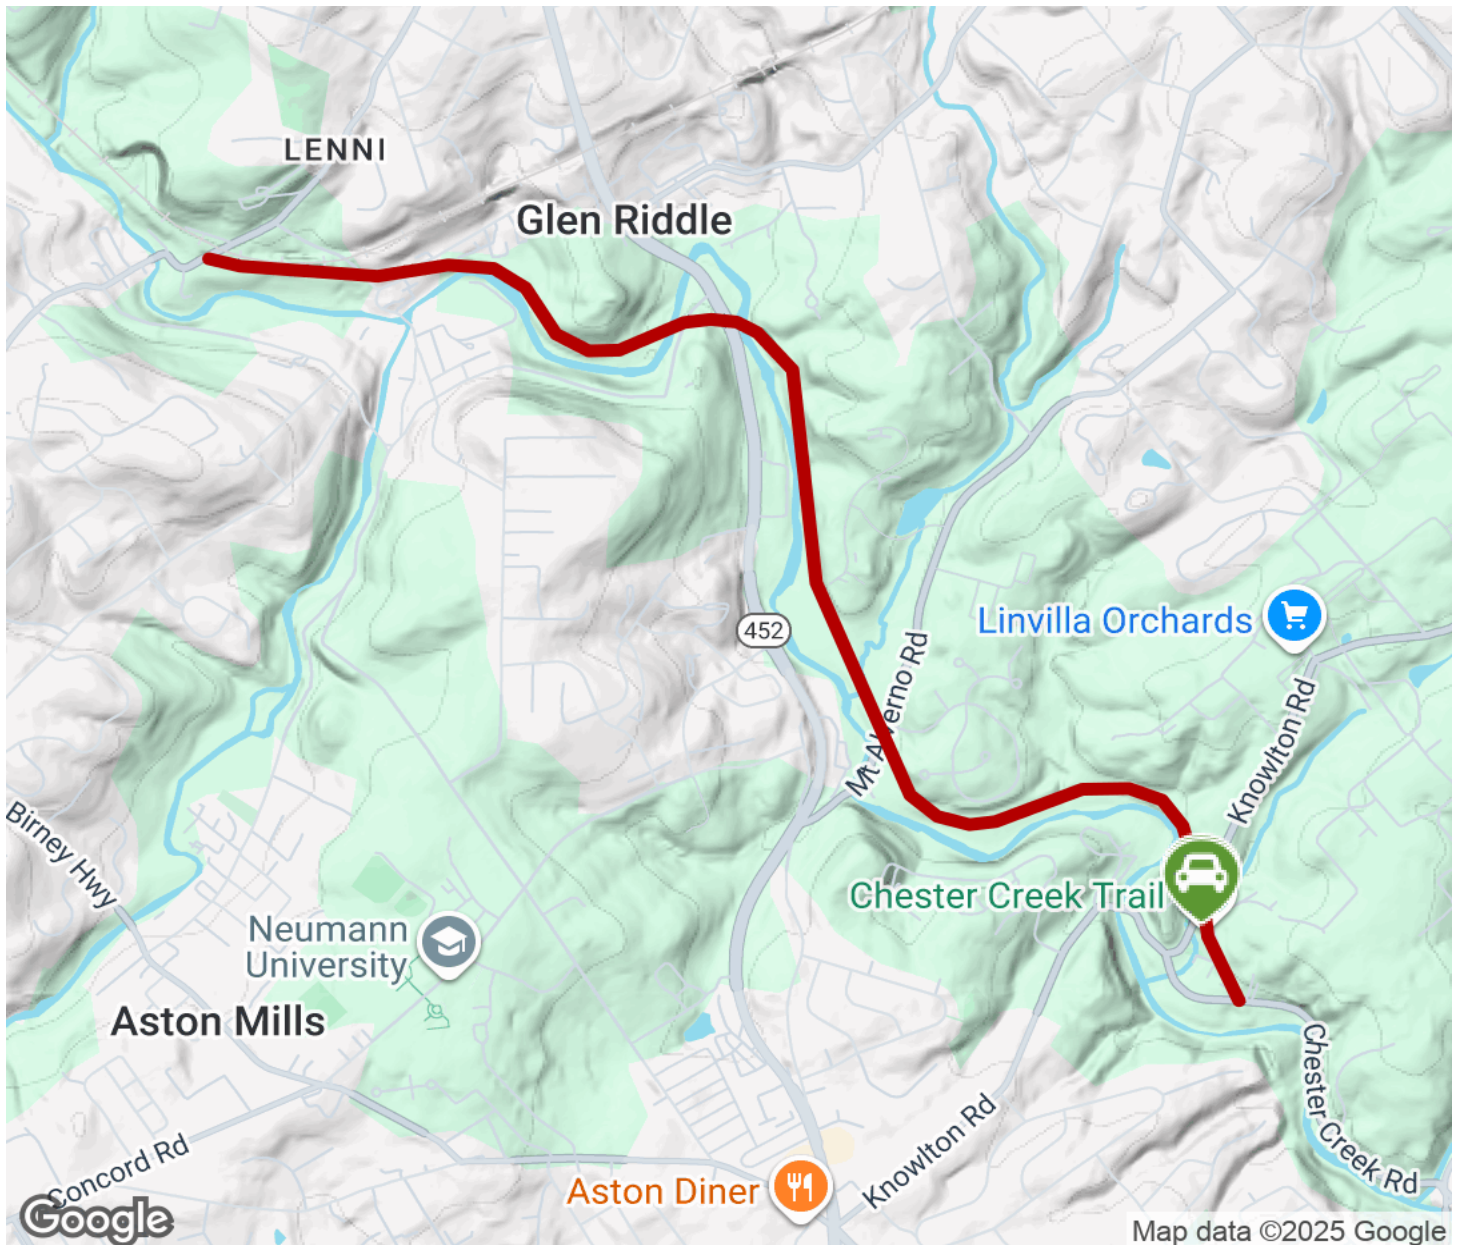 LENNI
Glen Riddle
452
Linvilla Orchards
Mt Alverno Rd
Knowlton Rd
Birney Hwy
Chester Creek Trail
Neumann
University
Aston Mills
Chester Creek Rd
Concord Rd
Knowlton Rd
Aston Diner
Google
Map data ©2025 Google